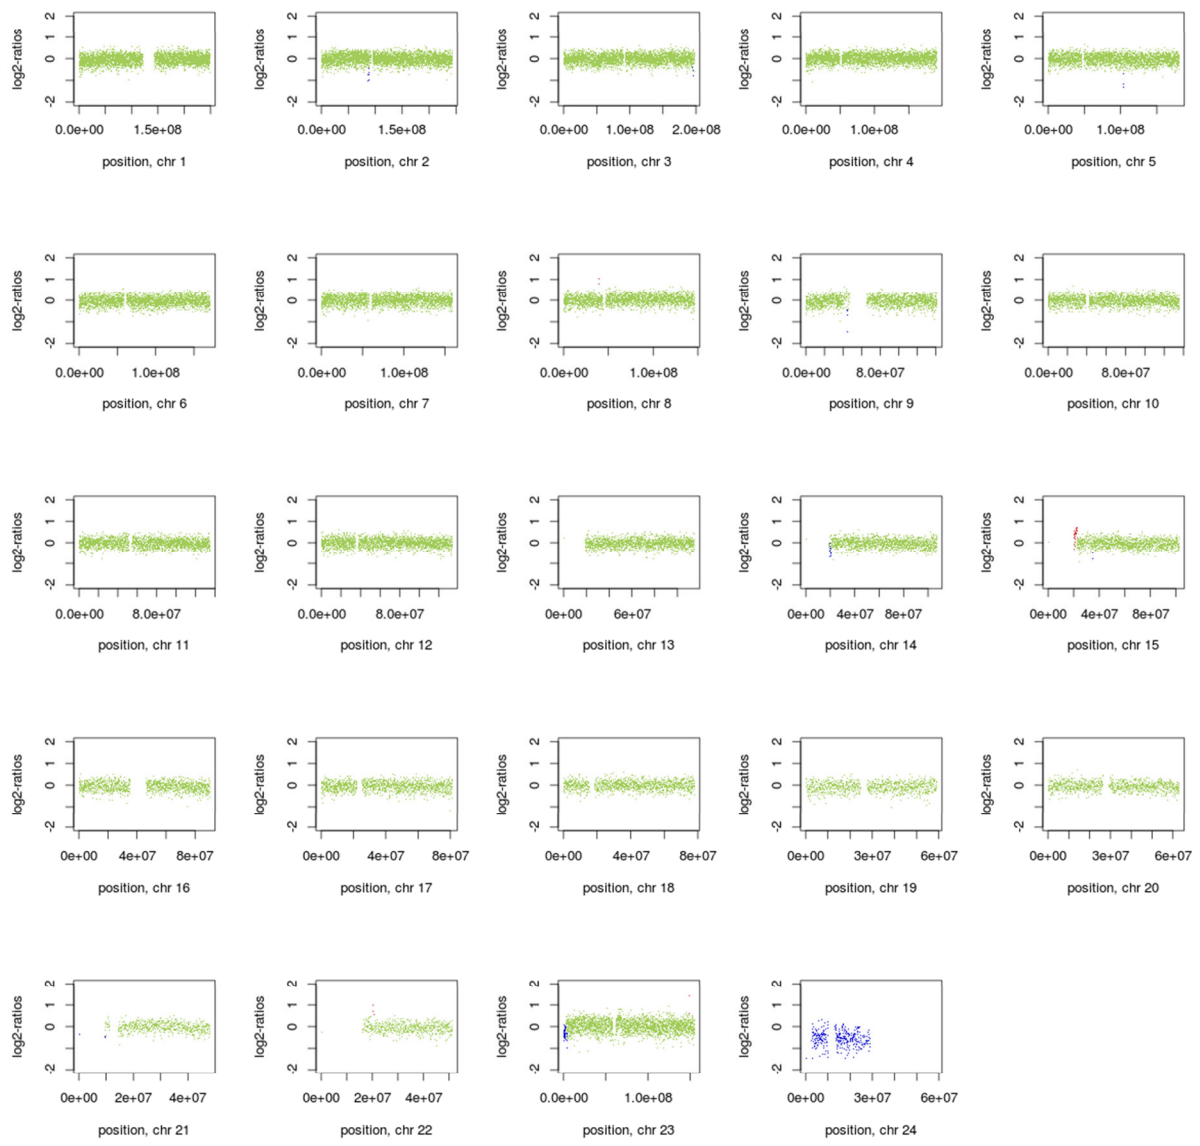 log2-ratios
2
1
0
-2
0.0e+00 1.5e+08
position, chr 1
log2-ratios
2
1
0
-2
0.0e+00 1.5e+08
position, chr 2
log2-ratios
2
1
0
-2
0.0e+00 1.0e+08 2.0e+08
position, chr 3
log2-ratios
2
1
0
-2
0.0e+00 1.0e+08
position, chr 4
log2-ratios
2
1
0
-2
0.0e+00 1.0e+08
position, chr 5
log2-ratios
2
1
0
-2
0.0e+00 1.0e+08
position, chr 6
log2-ratios
2
1
0
-2
0.0e+00 1.0e+08
position, chr 7
log2-ratios
2
1
0
-2
0.0e+00 1.0e+08
position, chr 8
log2-ratios
2
1
0
-2
0.0e+00 8.0e+07
position, chr 9
log2-ratios
2
1
0
-2
0.0e+00 8.0e+07
position, chr 10
log2-ratios
2
1
0
-2
0.0e+00 8.0e+07
position, chr 11
log2-ratios
2
1
0
-2
0.0e+00 8.0e+07
position, chr 12
log2-ratios
2
1
0
-2
0e+00 6e+07
position, chr 13
log2-ratios
2
1
0
-2
0e+00 4e+07 8e+07
position, chr 14
log2-ratios
2
1
0
-2
0e+00 4e+07 8e+07
position, chr 15
log2-ratios
2
1
0
-2
0e+00 4e+07 8e+07
position, chr 16
log2-ratios
2
1
0
-2
0e+00 4e+07 8e+07
position, chr 17
log2-ratios
2
1
0
-2
0e+00 4e+07 8e+07
position, chr 18
log2-ratios
2
1
0
-2
0e+00 3e+07 6e+07
position, chr 19
log2-ratios
2
1
0
-2
0e+00 3e+07 6e+07
position, chr 20
log2-ratios
2
1
0
-2
0e+00 2e+07 4e+07
position, chr 21
log2-ratios
2
1
0
-2
0e+00 2e+07 4e+07
position, chr 22
log2-ratios
2
1
0
-2
0.0e+00 1.0e+08
position, chr 23
log2-ratios
2
1
0
-2
0e+00 3e+07 6e+07
position, chr 24